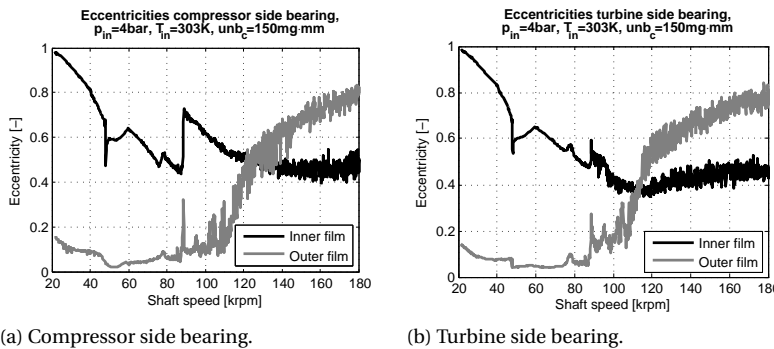 Eccentricities compressor side bearing,
p_in=4bar, T_in=303K, unb_c=150mg·mm
1
0.8
0.6
0.4
0.2
0
Eccentricity [−]
Inner film
Outer film
20 40 60 80 100 120 140 160 180
Shaft speed [krpm]
(a) Compressor side bearing.
Eccentricities turbine side bearing,
p_in=4bar, T_in=303K, unb_c=150mg·mm
1
0.8
0.6
0.4
0.2
0
Eccentricity [−]
Inner film
Outer film
20 40 60 80 100 120 140 160 180
Shaft speed [krpm]
(b) Turbine side bearing.